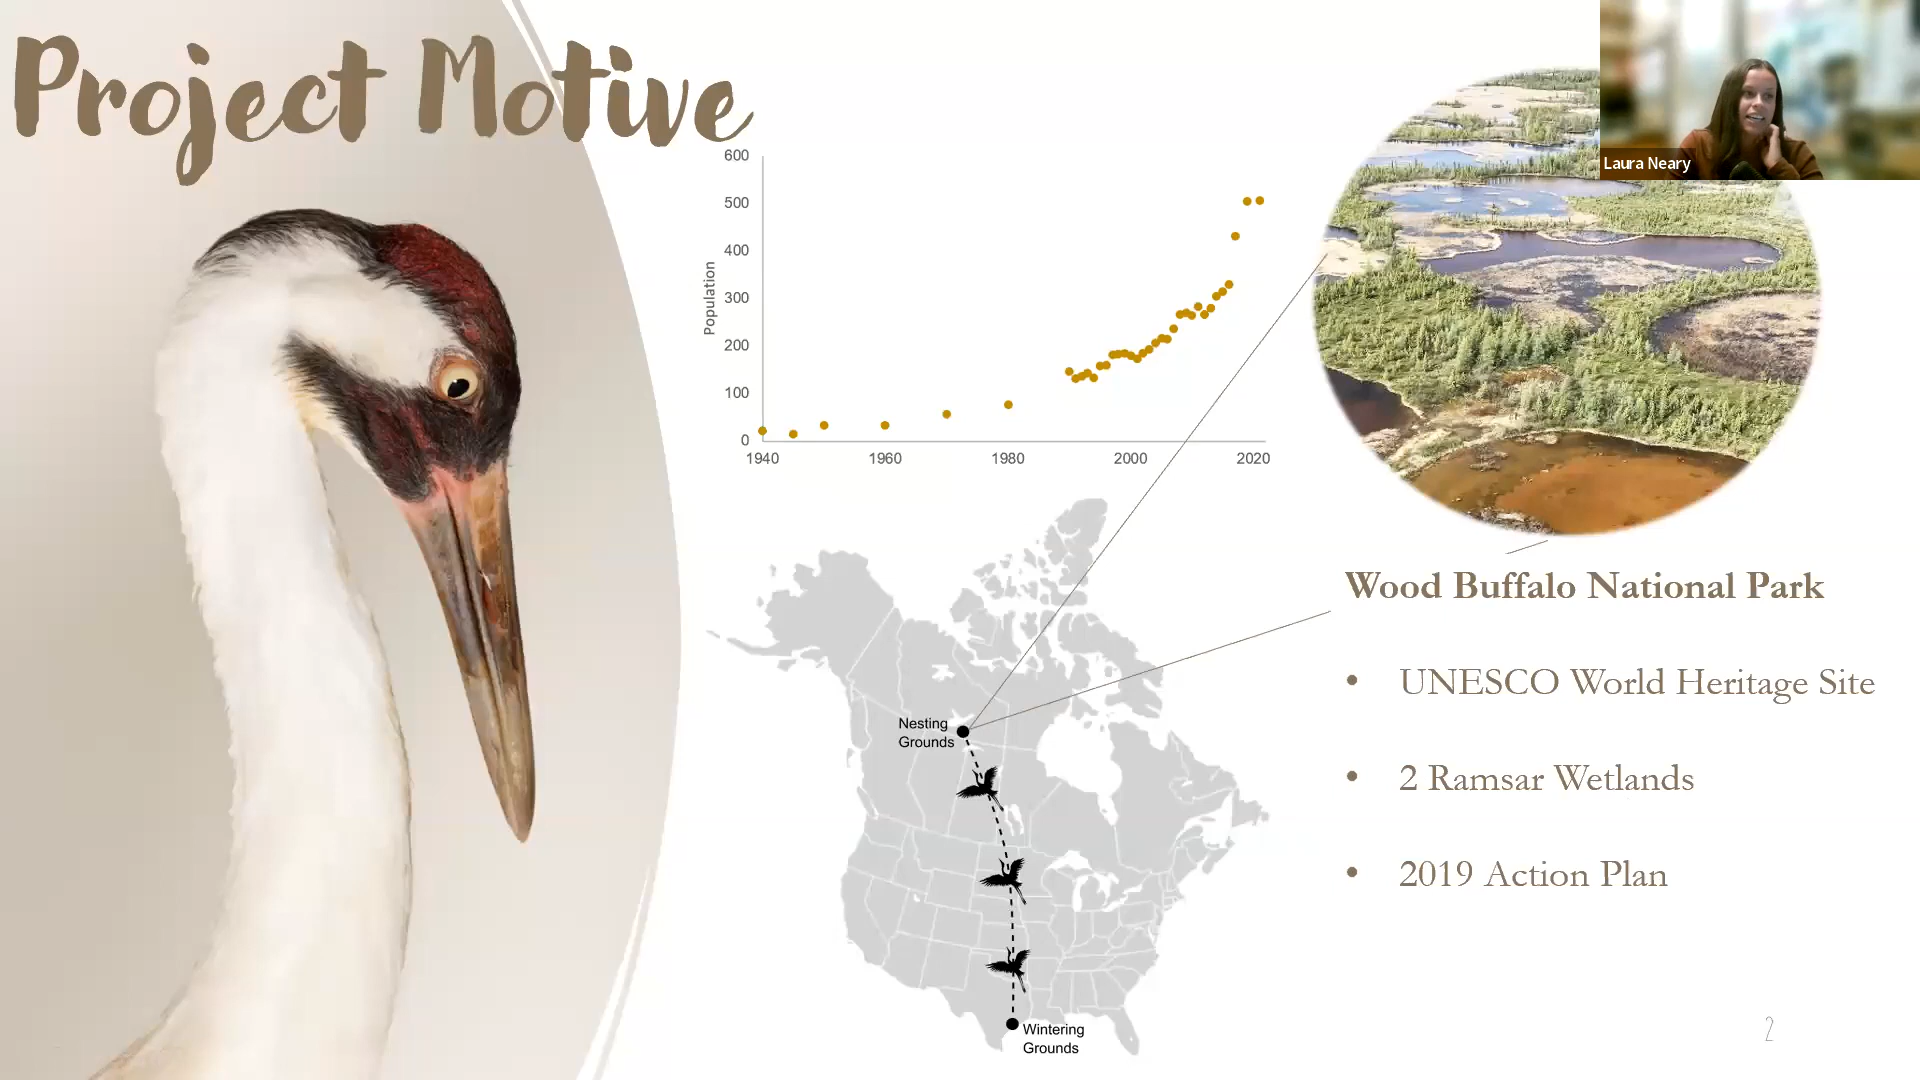 Project Motive
Laura Neary
600
500
400
300
200
100
0
Population
1940 1960 1980 2000 2020
Nesting
Grounds
Wintering
Grounds
Wood Buffalo National Park
• UNESCO World Heritage Site
• 2 Ramsar Wetlands
• 2019 Action Plan
2